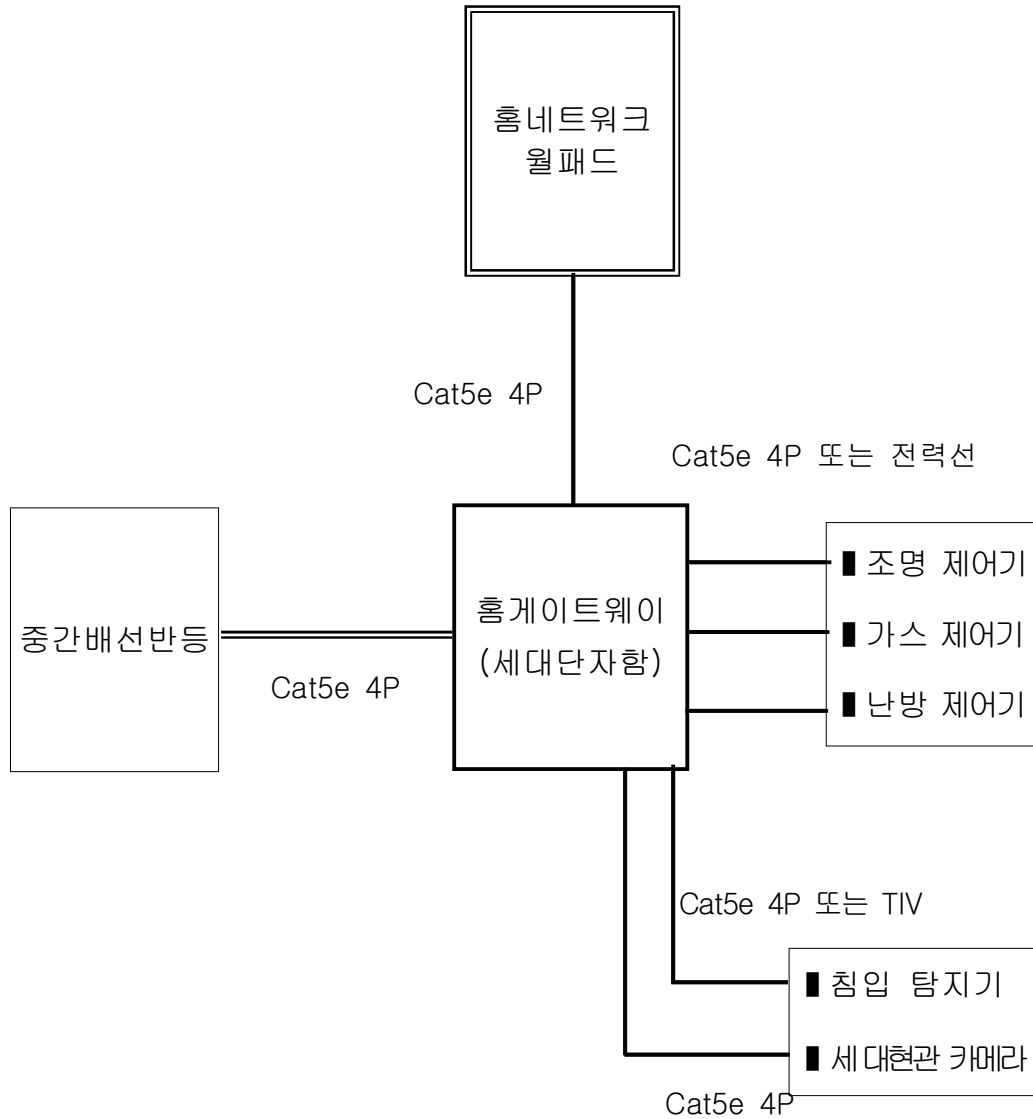 홈네트워크
월패드
Cat5e 4P
Cat5e 4P 또는 전력선
중간배선반등
Cat5e 4P
홈게이트웨이
(세대단자함)
■ 조명 제어기
■ 가스 제어기
■ 난방 제어기
Cat5e 4P 또는 TIV
■ 침입 탐지기
■ 세대현관 카메라
Cat5e 4P